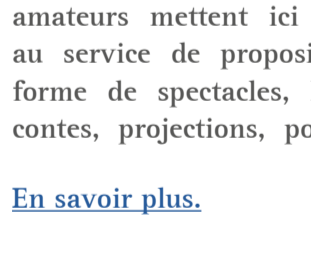 amateurs mettent ici
au service de
forme de spectacles,
contes, projections,
En savoir plus.